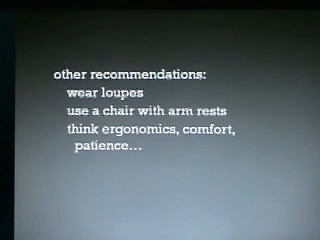 other recommendations:
wear loupes
use a chair with arm rests
think ergonomics, comfort,
patience...